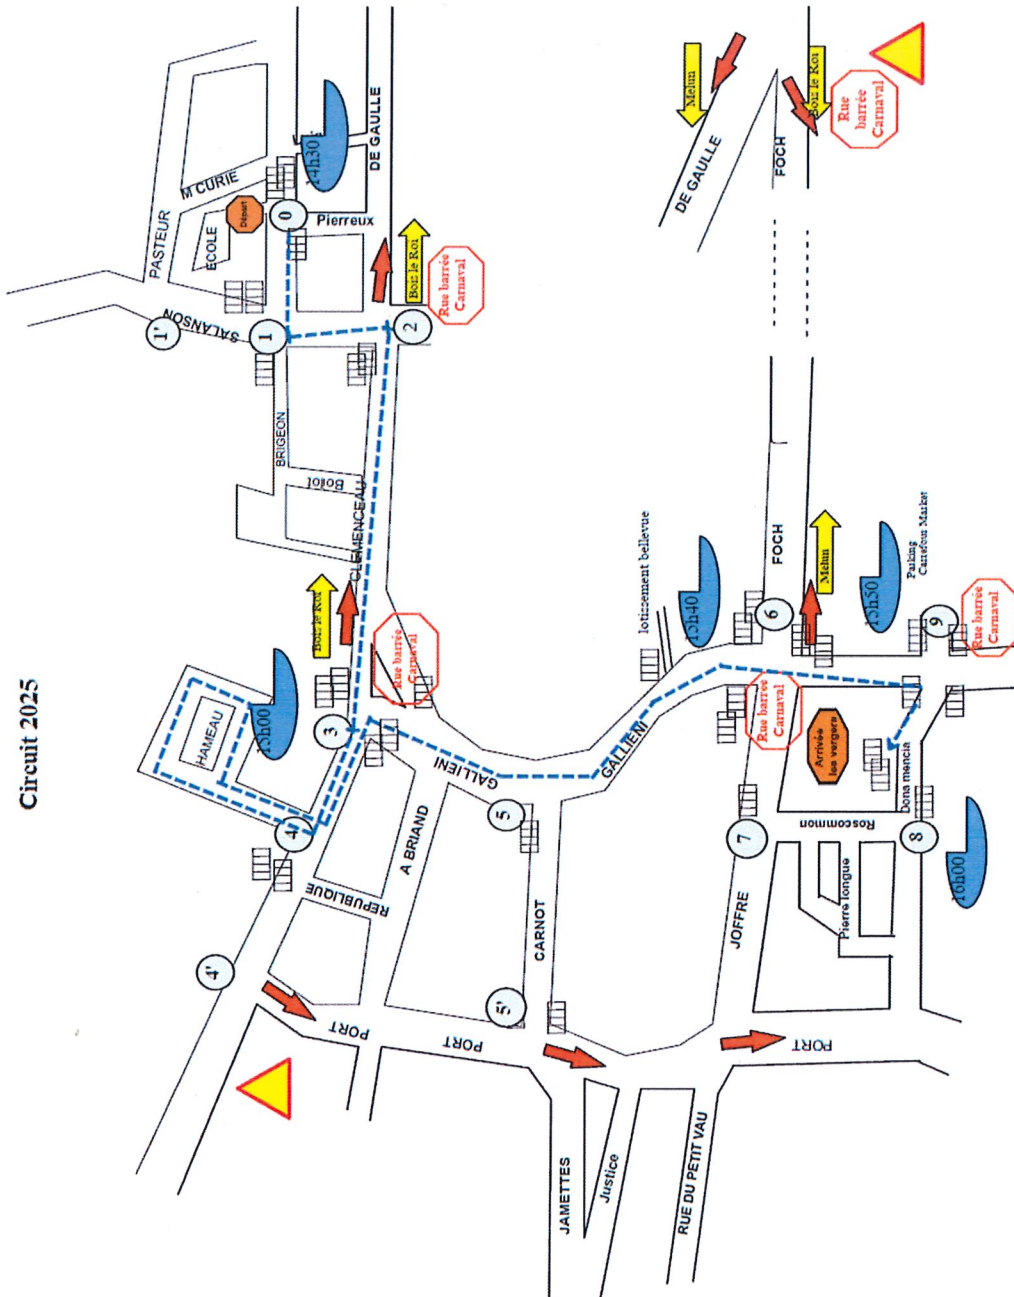 Circuit 2025
PASTEUR
M CURIE
ECOLE
Départ
0
14h30
Pierreux
DE GAULLE
SALANSON
1'
1
2
Bois le Roi
Rue barrée
Carnaval
BRIGEON
Boilot
CLEMENCEAU
Bois le Roi
Rue barrée
Carnaval
HAMEAU
15h00
3
4
4'
REPUBLIQUE
A BRIAND
GALLIENI
5
CARNOT
5'
PORT
PORT
JAMETTES
Justice
RUE DU PETIT VAU
PORT
GALLIENI
lotissement bellevue
15h40
6
FOCH
Melun
15h50
Parking
Carrefour Market
9
Rue barrée
Carnaval
Rue barrée
Carnaval
Arrivée
les vergers
Dona mencia
Roscommon
7
8
JOFFRE
Pierre longue
16h00
Melun
DE GAULLE
FOCH
Bois le Roi
Rue
barrée
Carnaval